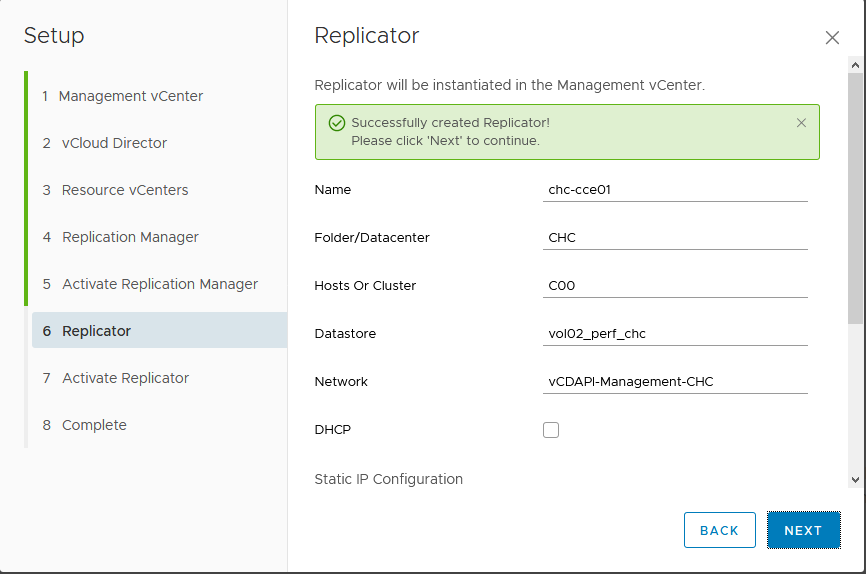 Setup
1 Management vCenter
2 vCloud Director
3 Resource vCenters
4 Replication Manager
5 Activate Replication Manager
6 Replicator
7 Activate Replicator
8 Complete
Replicator
Replicator will be instantiated in the Management vCenter.
Successfully created Replicator!
Please click 'Next' to continue.
Name chc-cce01
Folder/Datacenter CHC
Hosts Or Cluster C00
Datastore vol02_perf_chc
Network vCDAPI-Management-CHC
DHCP
Static IP Configuration
BACK NEXT